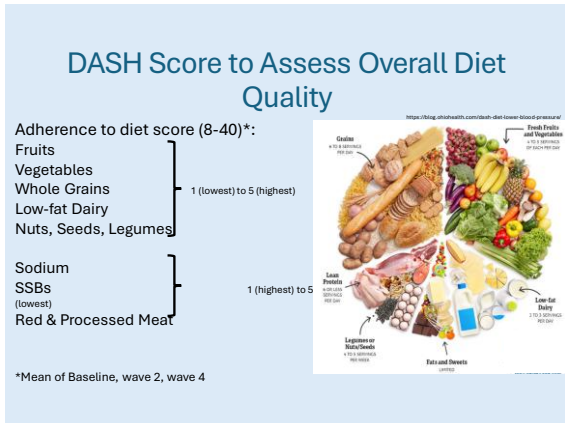 DASH Score to Assess Overall Diet
Quality
https://blog.ohiohealth.com/dash-diet-lower-blood-pressure/
Adherence to diet score (8-40)*:
Fruits
Vegetables
Whole Grains
Low-fat Dairy
Nuts, Seeds, Legumes
1 (lowest) to 5 (highest)
Sodium
SSBs
(lowest)
Red & Processed Meat
1 (highest) to 5
*Mean of Baseline, wave 2, wave 4
Grains
PER DAY
Fresh Fruits
and Vegetables
4 TO 5 SERVINGS
OF EACH PER DAY
Lean
Protein
6 OR LESS
SERVINGS
PER DAY
Low-fat
Dairy
2 TO 3 SERVINGS
PER DAY
Legumes or
Nuts/Seeds
4 TO 5 SERVINGS
PER WEEK
Fats and Sweets
LIMITED